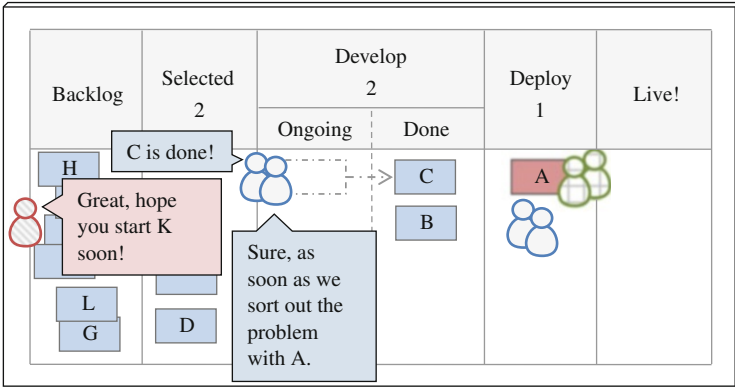 Backlog
Selected
2
Develop
2
Ongoing
Done
Deploy
1
Live!
C is done!
H
Great, hope
you start K
soon!
C
A
B
Sure, as
soon as we
sort out the
problem
with A.
L
G
D